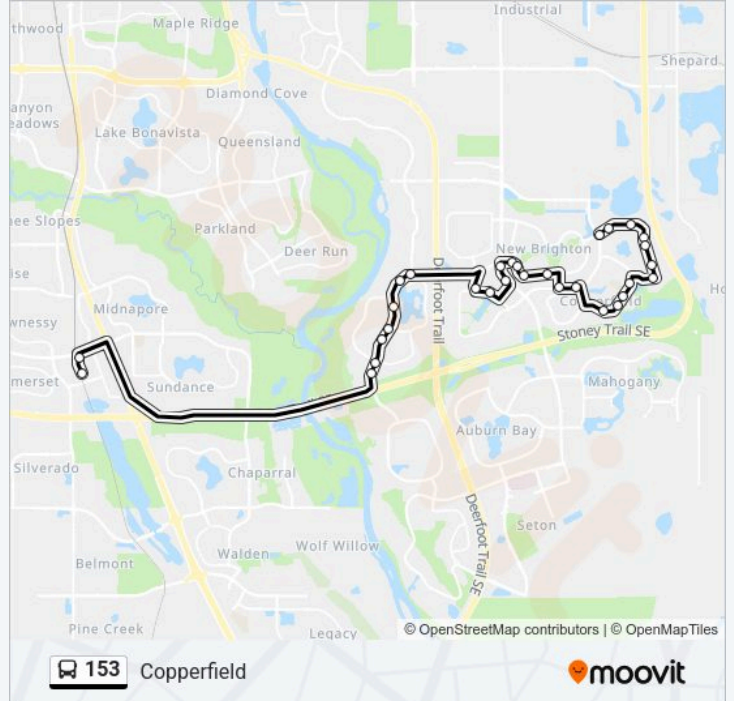 thwood
Maple Ridge
Industrial
Shepard
Diamond Cove
anyon
eadows
Lake Bonavista
Queensland
ee Slopes
Parkland
Deer Run
New Brighton
ise
Deerfoot Trail
Ho
Midnapore
wnessy
Stoney Trail SE
merset
Sundance
Mahogany
Auburn Bay
Silverado
Chaparral
Deerfoot Trail SE
Seton
Walden
Wolf Willow
Belmont
Pine Creek
Legacy
© OpenStreetMap contributors | © OpenMapTiles
153 Copperfield
moovit